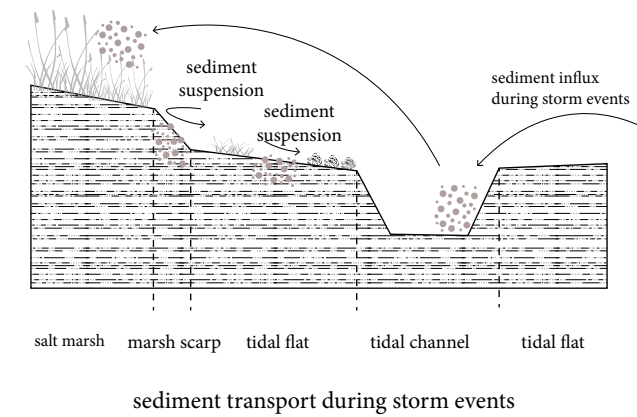 sediment
suspension
sediment
suspension
sediment influx
during storm events
salt marsh
marsh scarp
tidal flat
tidal channel
tidal flat
sediment transport during storm events